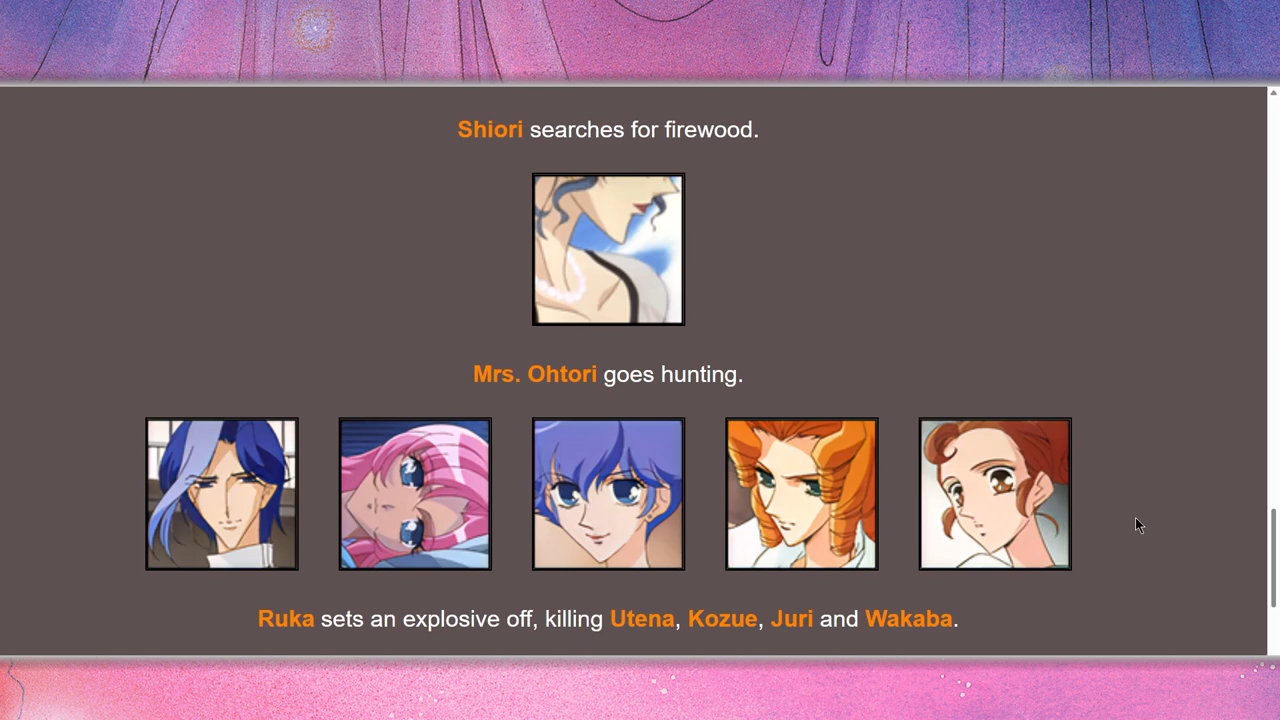 Shiori searches for firewood.
Mrs. Ohtori goes hunting.
Ruka sets an explosive off, killing Utena, Kozue, Juri and Wakaba.